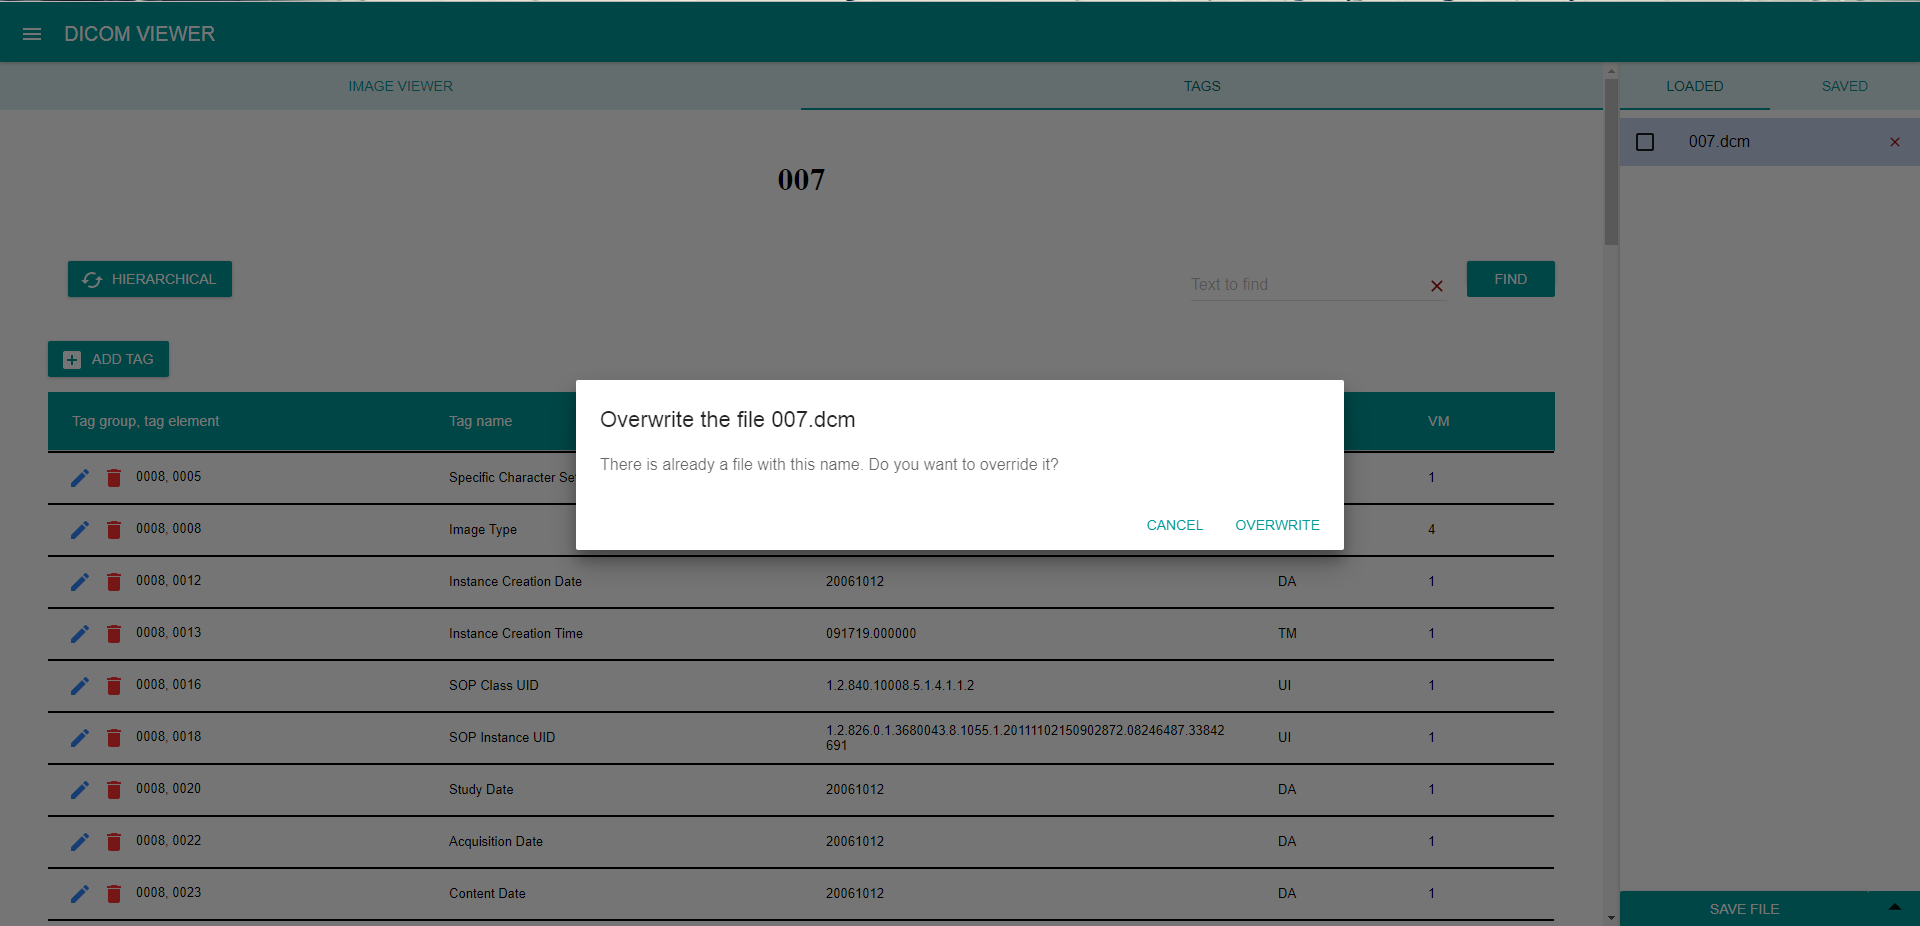 DICOM VIEWER
IMAGE VIEWER
TAGS
LOADED
SAVED
007.dcm
007
HIERARCHICAL
Text to find
FIND
ADD TAG
Tag group, tag element
Tag name
VM
Overwrite the file 007.dcm
There is already a file with this name. Do you want to override it?
CANCEL
OVERWRITE
0008, 0005
Specific Character Se
1
0008, 0008
Image Type
4
0008, 0012
Instance Creation Date
20061012
DA
1
0008, 0013
Instance Creation Time
091719.000000
TM
1
0008, 0016
SOP Class UID
1.2.840.10008.5.1.4.1.1.2
UI
1
0008, 0018
SOP Instance UID
1.2.826.0.1.3680043.8.1055.1.20111102150902872.08246487.33842
691
UI
1
0008, 0020
Study Date
20061012
DA
1
0008, 0022
Acquisition Date
20061012
DA
1
0008, 0023
Content Date
20061012
DA
1
SAVE FILE